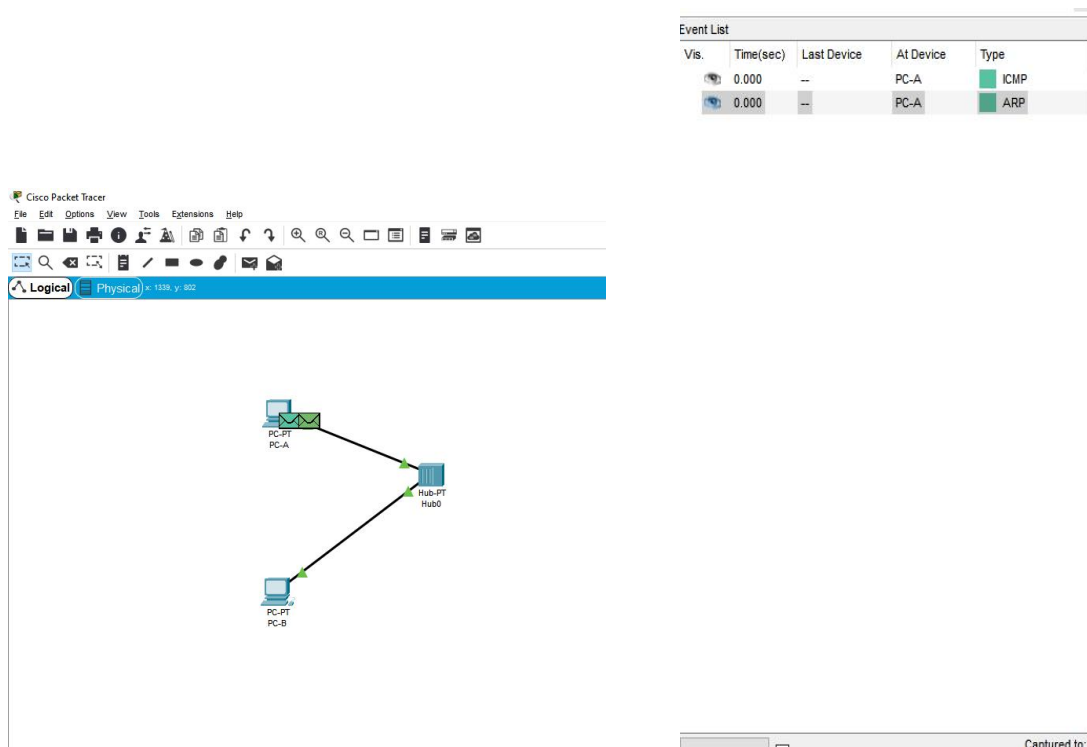 Event List
Vis. Time(sec) Last Device At Device Type
0.000 -- PC-A ICMP
0.000 -- PC-A ARP
Cisco Packet Tracer
File Edit Options View Tools Extensions Help
Logical Physical x: 1339, y: 802
PC-PT
PC-A
Hub-PT
Hub0
PC-PT
PC-B
Captured to: